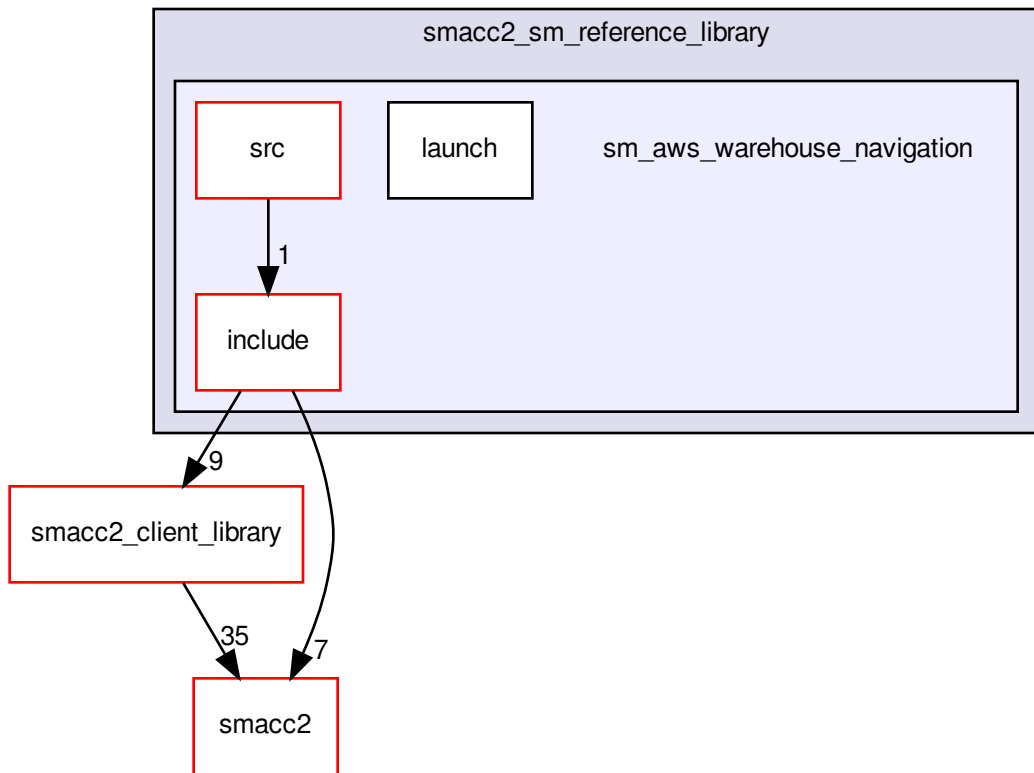 smacc2_sm_reference_library
src
launch
sm_aws_warehouse_navigation
1
include
9
smacc2_client_library
35
7
smacc2